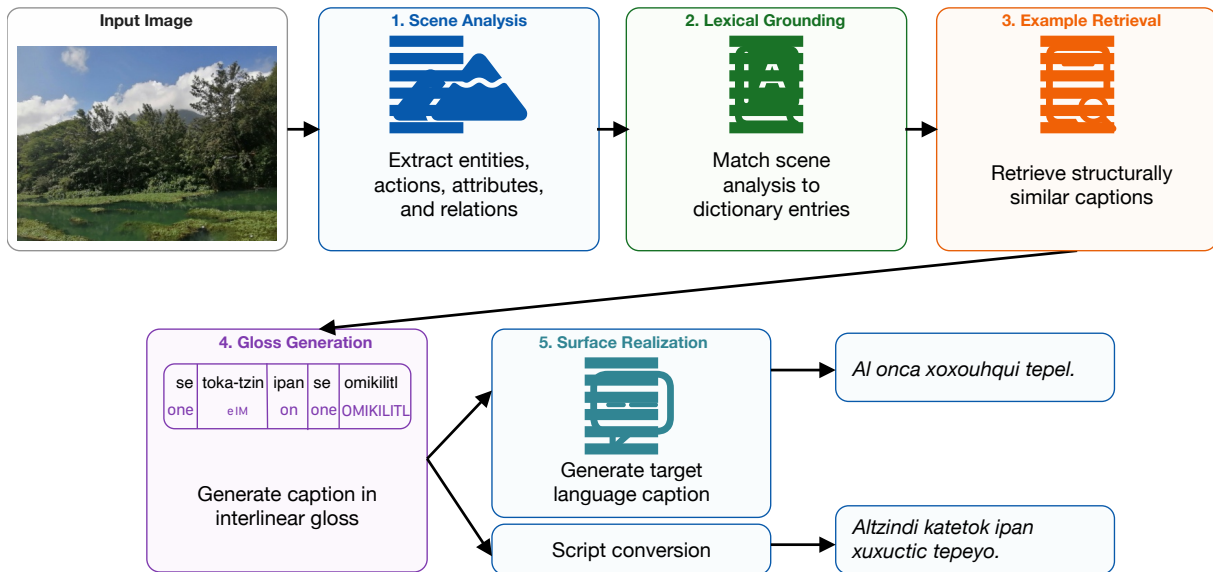 Input Image
1. Scene Analysis
Extract entities,
actions, attributes,
and relations
2. Lexical Grounding
A
Match scene
analysis to
dictionary entries
3. Example Retrieval
Retrieve structurally
similar captions
4. Gloss Generation
se toka-tzin ipan se omikilitl
one eIM on one OMIKILITL
Generate caption in
interlinear gloss
5. Surface Realization
Generate target
language caption
Script conversion
Al onca xoxouhqui tepel.
Altzindi katetok ipan
xuxuctic tepeyo.